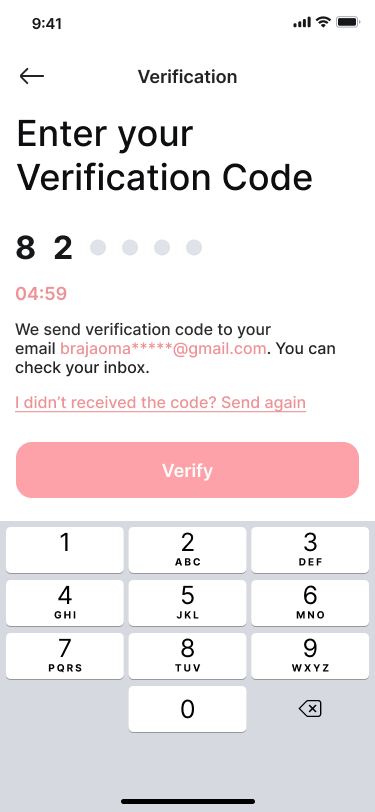 9:41
Verification
Enter your
Verification Code
8 2
04:59
We send verification code to your
email brajaoma*****@gmail.com. You can
check your inbox.
I didn’t received the code? Send again
Verify
1 2 3
ABC DEF
4 5 6
GHI JKL MNO
7 8 9
PQRS TUV WXYZ
0